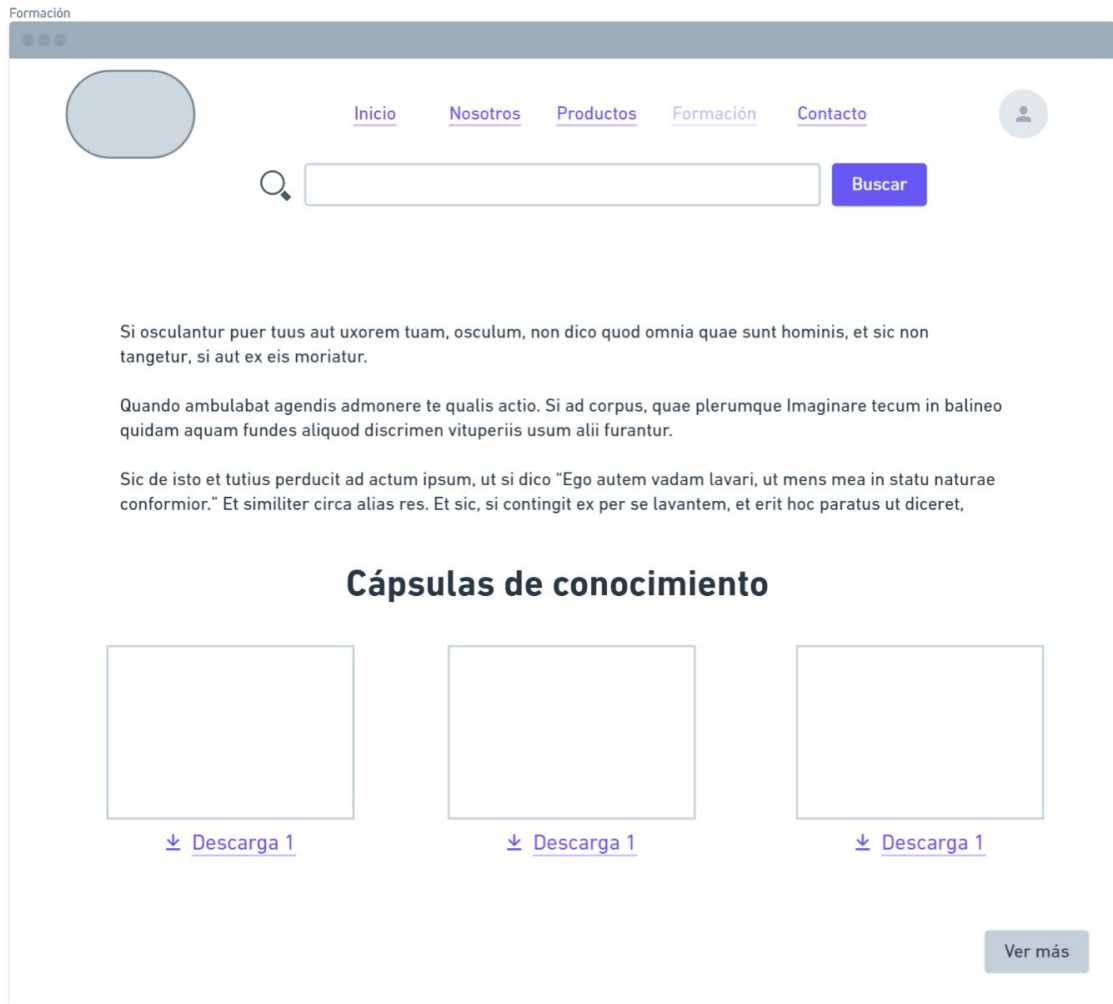 Formación
Inicio Nosotros Productos Formación Contacto
Buscar
Si osculantur puer tuus aut uxorem tuam, osculum, non dico quod omnia quae sunt hominis, et sic non
tangetur, si aut ex eis moriatur.
Quando ambulabat agendis admonere te qualis actio. Si ad corpus, quae plerumque Imaginare tecum in balineo
quidam aquam fundes aliquod discrimen vituperiis usum alii furantur.
Sic de isto et tutius perducit ad actum ipsum, ut si dico “Ego autem vadam lavari, ut mens mea in statu naturae
conformior.” Et similiter circa alias res. Et sic, si contingit ex per se lavantem, et erit hoc paratus ut diceret,
Cápsulas de conocimiento
Descarga 1 Descarga 1 Descarga 1
Ver más